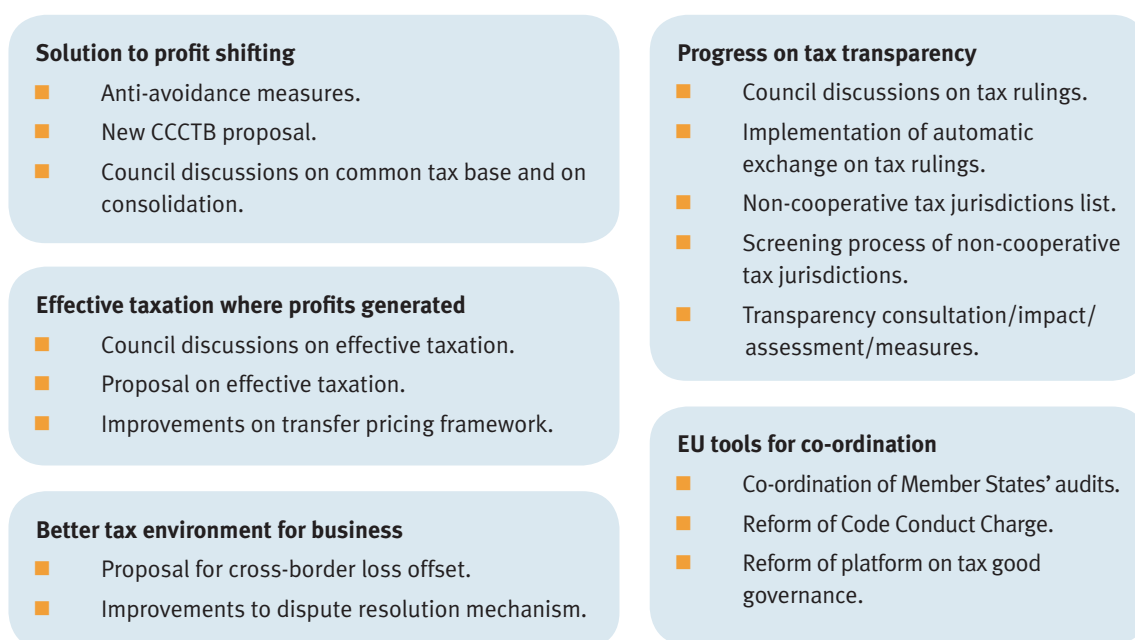 Solution to profit shifting
Anti-avoidance measures.
New CCCTB proposal.
Council discussions on common tax base and on
consolidation.
Effective taxation where profits generated
Council discussions on effective taxation.
Proposal on effective taxation.
Improvements on transfer pricing framework.
Better tax environment for business
Proposal for cross-border loss offset.
Improvements to dispute resolution mechanism.
Progress on tax transparency
Council discussions on tax rulings.
Implementation of automatic
exchange on tax rulings.
Non-cooperative tax jurisdictions list.
Screening process of non-cooperative
tax jurisdictions.
Transparency consultation/impact/
assessment/measures.
EU tools for co-ordination
Co-ordination of Member States’ audits.
Reform of Code Conduct Charge.
Reform of platform on tax good
governance.